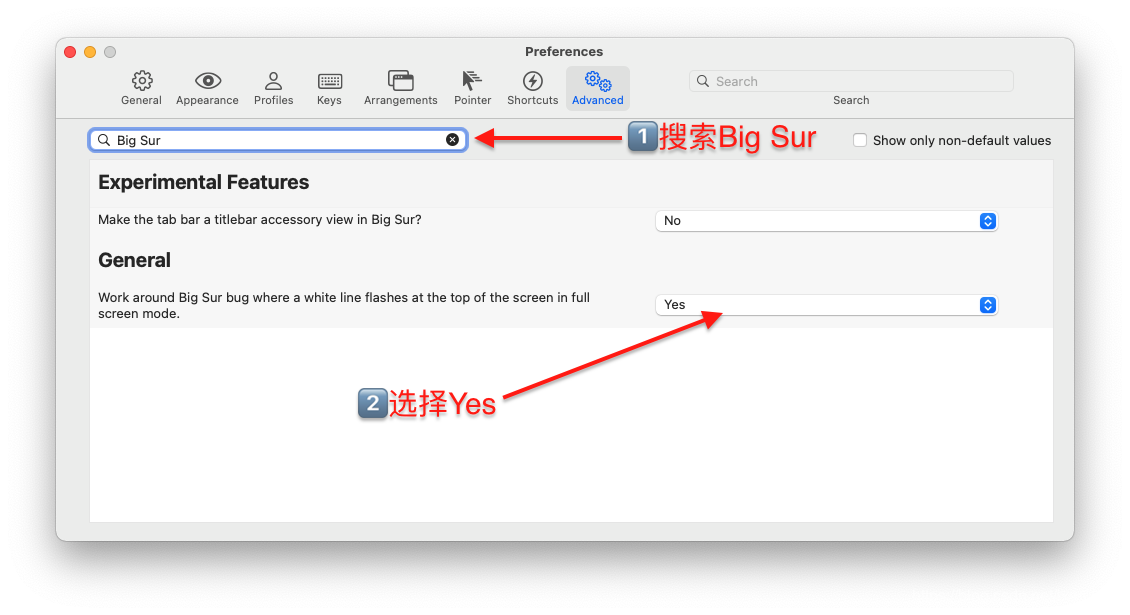 Preferences
General Appearance Profiles Keys Arrangements Pointer Shortcuts Advanced
Search
Search
Big Sur
1搜索Big Sur
Show only non-default values
Experimental Features
Make the tab bar a titlebar accessory view in Big Sur?
No
General
Work around Big Sur bug where a white line flashes at the top of the screen in full
screen mode.
Yes
2选择Yes